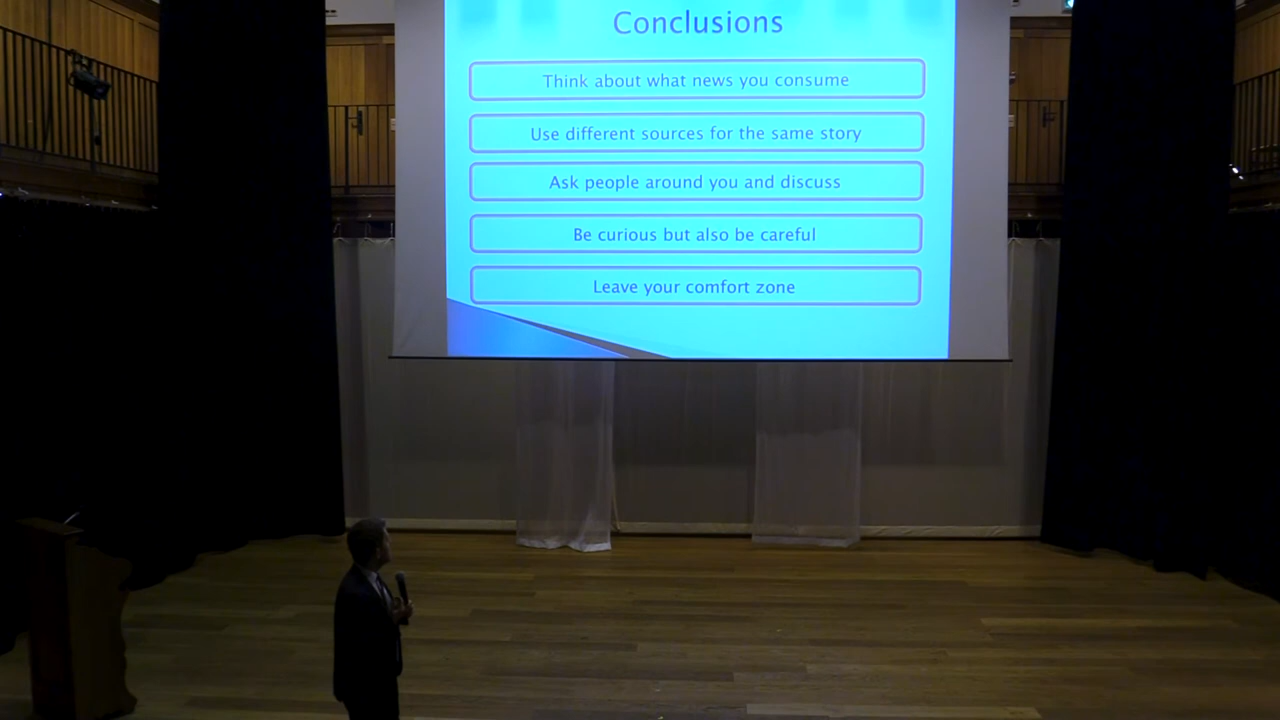 Conclusions
Think about what news you consume
Use different sources for the same story
Ask people around you and discuss
Be curious but also be careful
Leave your comfort zone